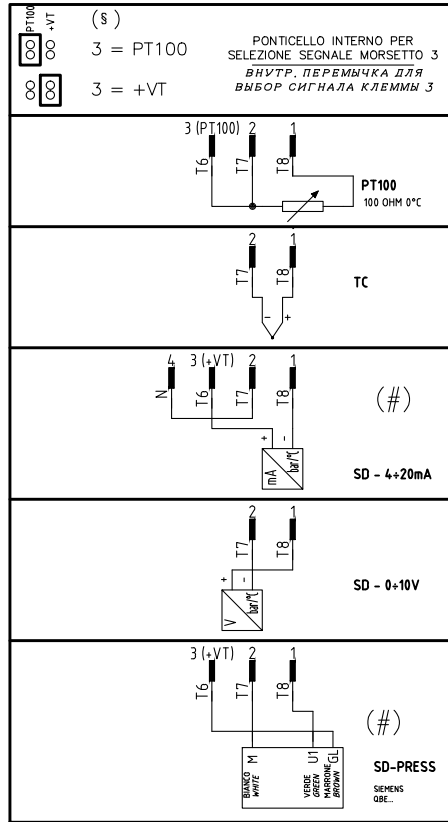 PT100
+VT
(§)
3 = PT100
3 = +VT
PONTICELLO INTERNO PER
SELEZIONE SEGNALE MORSETTO 3
ВНУТР. ПЕРЕМЫЧКА ДЛЯ
ВЫБОР СИГНАЛА КЛЕММЫ 3
3 (PT100) 2 1
T6 T7 T8
PT100
100 OHM 0°C
2 1
T7 T8
- +
TC
4 3 (+VT) 2 1
N T6 T7 T8
(#)
+ -
mA bar/°C
SD - 4÷20mA
2 1
T7 T8
+ -
V bar/°C
SD - 0÷10V
3 (+VT) 2 1
T6 T7 T8
(#)
M U1 GL
BIANCO
WHITE
VERDE
GREEN
MARRONE
BROWN
SD-PRESS
SIEMENS
QBE...